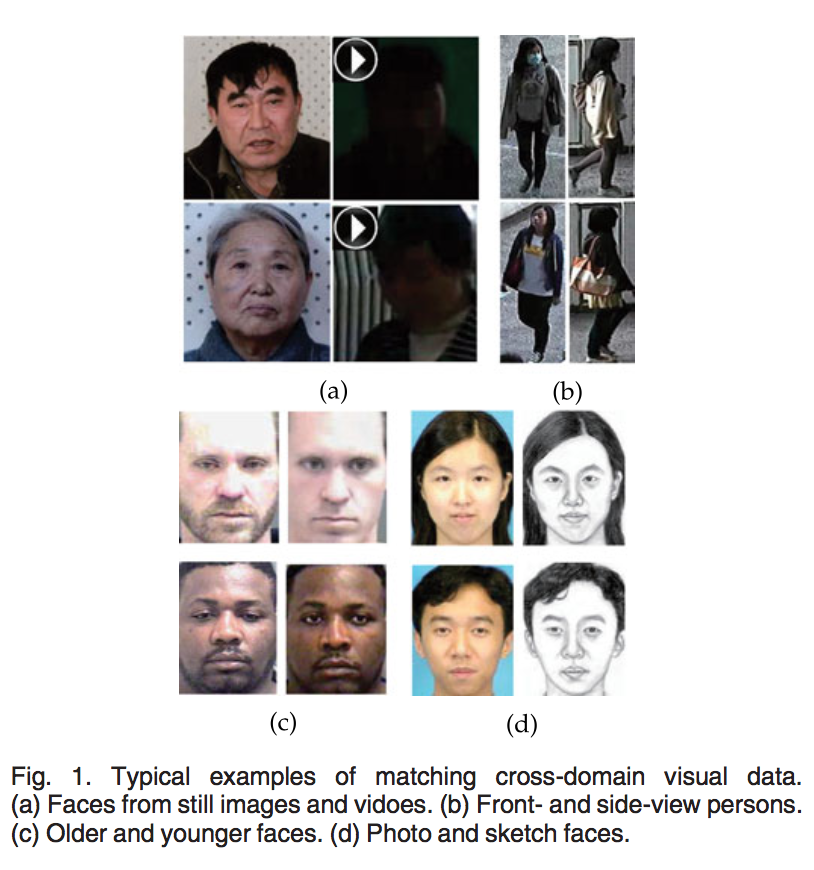 (a)
(b)
(c)
(d)
Fig. 1. Typical examples of matching cross-domain visual data.
(a) Faces from still images and vidoes. (b) Front- and side-view persons.
(c) Older and younger faces. (d) Photo and sketch faces.